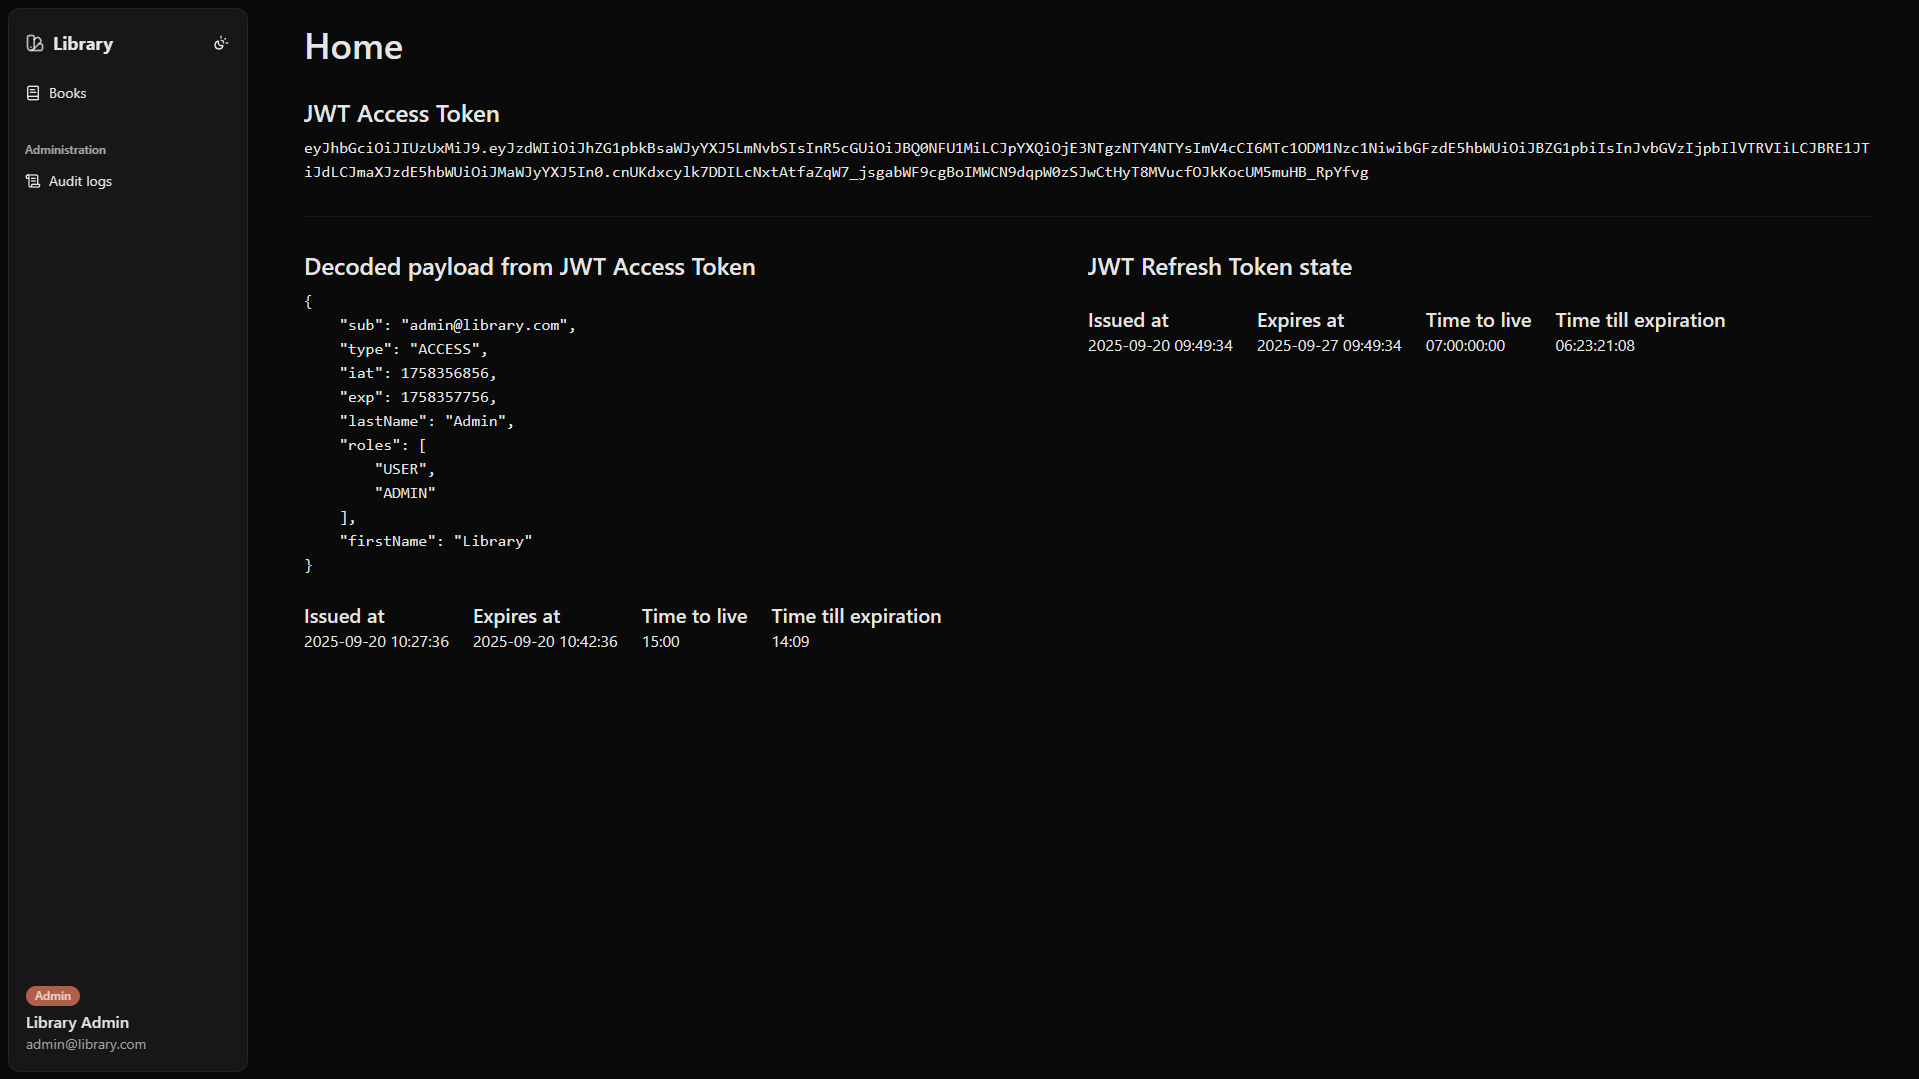 Library
Books
Administration
Audit logs
Admin
Library Admin
admin@library.com
Home
JWT Access Token
eyJhbGciOiJIUzUxMiJ9.eyJzdWIiOiJhZG1pbkBsaWJyYXJ5LmNvbSIsInR5cGUiOiJBQ0NFU1MiLCJpYXQiOjE3NTgzNTY4NTYsImV4cCI6MTc1ODM1Nzc1NiwibGFzdE5hbWUiOiJBZG1pbiIsInJvbGVzIjpbIlVTRVIiLCJBRE1JT
iJdLCJmaXJzdE5hbWUiOiJMaWJyYXJ5In0.cnUKdxcylk7DDILcNxtAtfaZqW7_jsgabWF9cgBoIMWCN9dqpW0zSJwCtHyT8MVucfOJkKocUM5muHB_RpYfvg
Decoded payload from JWT Access Token
{
    "sub": "admin@library.com",
    "type": "ACCESS",
    "iat": 1758356856,
    "exp": 1758357756,
    "lastName": "Admin",
    "roles": [
        "USER",
        "ADMIN"
    ],
    "firstName": "Library"
}
Issued at Expires at Time to live Time till expiration
2025-09-20 10:27:36 2025-09-20 10:42:36 15:00 14:09
JWT Refresh Token state
Issued at Expires at Time to live Time till expiration
2025-09-20 09:49:34 2025-09-27 09:49:34 07:00:00:00 06:23:21:08